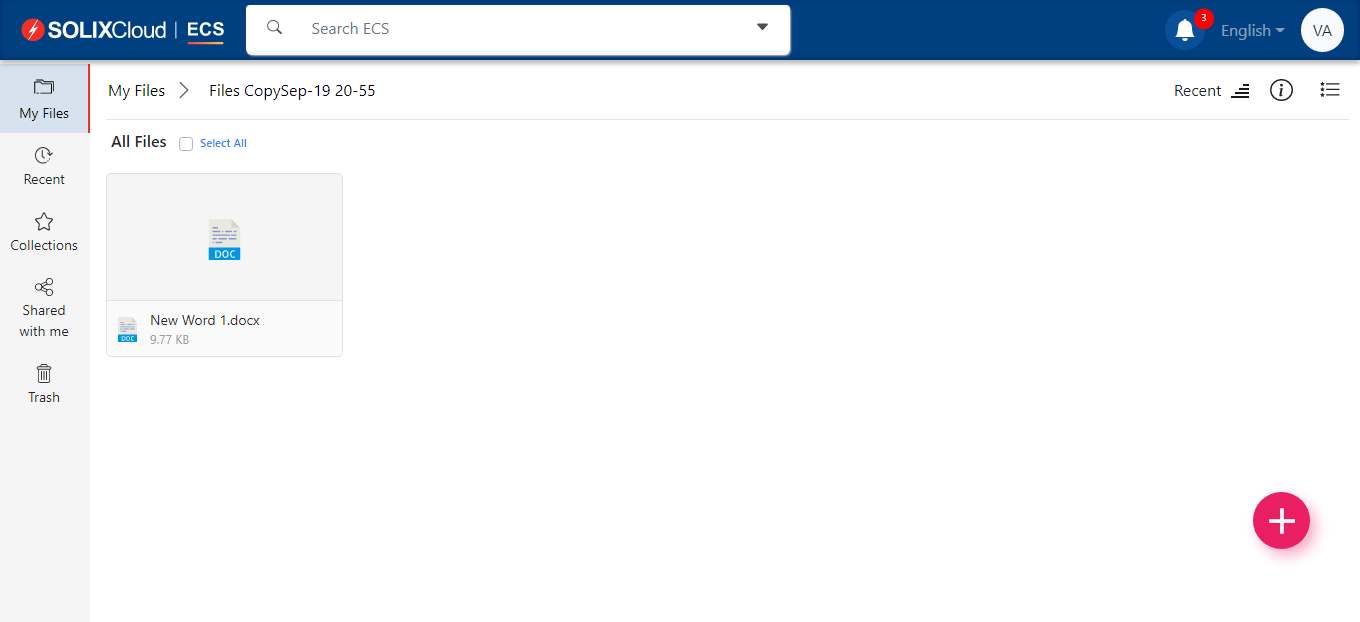 SOLIXCloud | ECS
Search ECS
3
English
VA
My Files
Recent
Collections
Shared
with me
Trash
My Files > Files CopySep-19 20-55
Recent
All Files
Select All
DOC
DOC
New Word 1.docx
9.77 KB